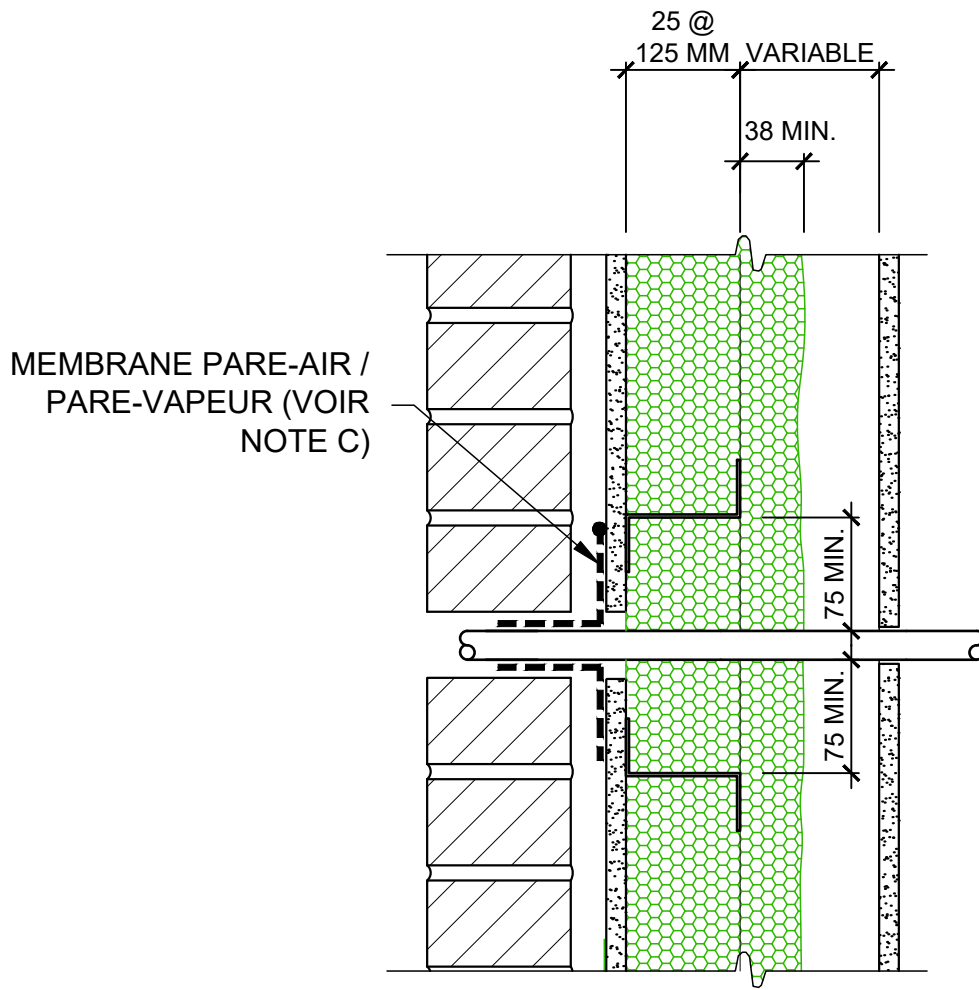 25 @
125 MM
VARIABLE
38 MIN.
MEMBRANE PARE-AIR /
PARE-VAPEUR (VOIR
NOTE C)
75 MIN.
75 MIN.